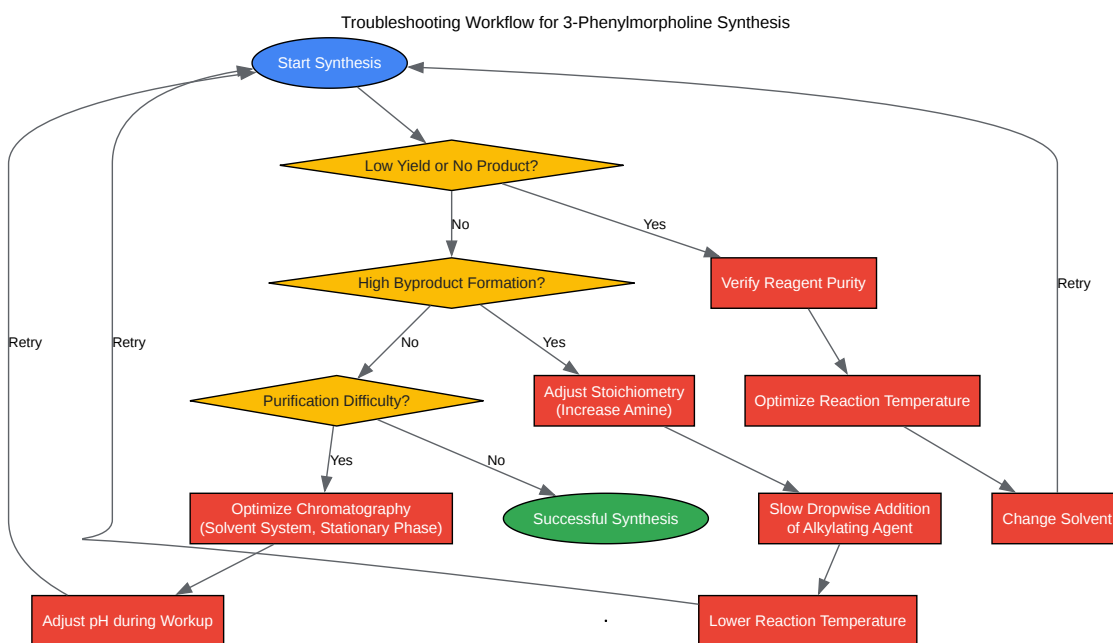 Troubleshooting Workflow for 3-Phenylmorpholine Synthesis
Start Synthesis
Low Yield or No Product?
No
Yes
High Byproduct Formation?
Verify Reagent Purity
Retry
Retry
Retry
No
Yes
Purification Difficulty?
Adjust Stoichiometry
(Increase Amine)
Optimize Reaction Temperature
Yes
No
Optimize Chromatography
(Solvent System, Stationary Phase)
Successful Synthesis
Slow Dropwise Addition
of Alkylating Agent
Change Solvent
Adjust pH during Workup
.
Lower Reaction Temperature